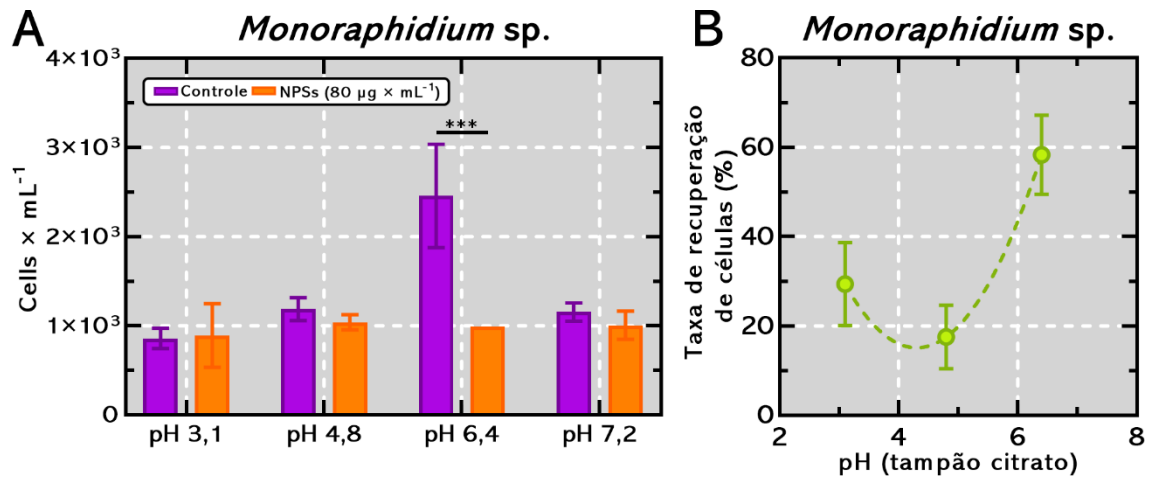 A
Monoraphidium sp.
4×10³
3×10³
2×10³
1×10³
0
Cells × mL⁻¹
Controle
NPSs (80 µg × mL⁻¹)
***
pH 3,1
pH 4,8
pH 6,4
pH 7,2
B
Monoraphidium sp.
80
60
40
20
0
Taxa de recuperação
de células (%)
2
4
6
8
pH (tampão citrato)